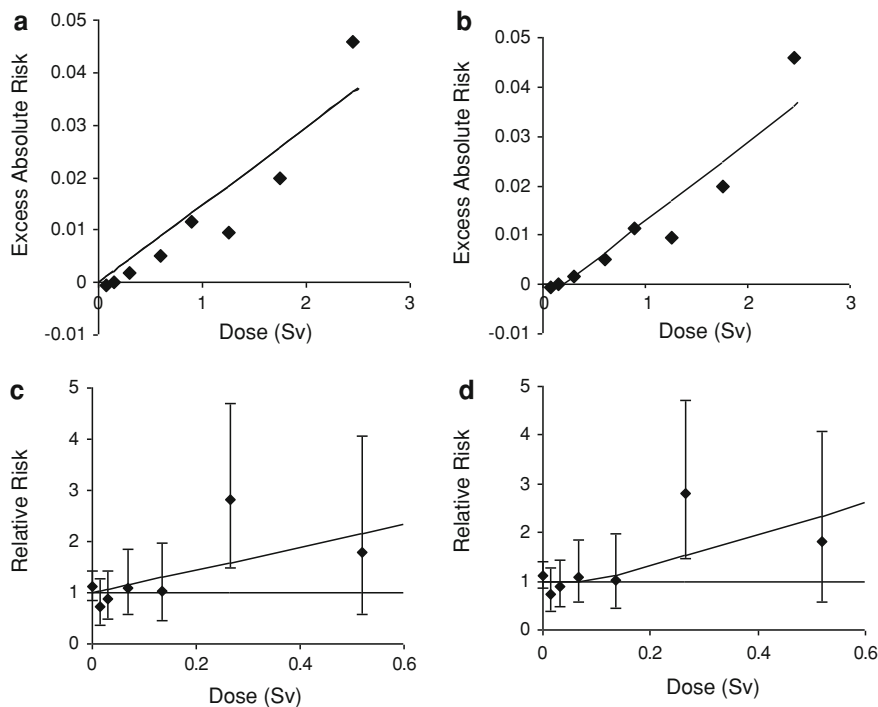 a
0.05
0.04
0.03
0.02
0.01
0
-0.01
Excess Absolute Risk
0 1 2 3
Dose (Sv)
b
0.05
0.04
0.03
0.02
0.01
0
-0.01
Excess Absolute Risk
0 1 2 3
Dose (Sv)
c
5
4
3
2
1
0
Relative Risk
0 0.2 0.4 0.6
Dose (Sv)
d
5
4
3
2
1
0
Relative Risk
0 0.2 0.4 0.6
Dose (Sv)